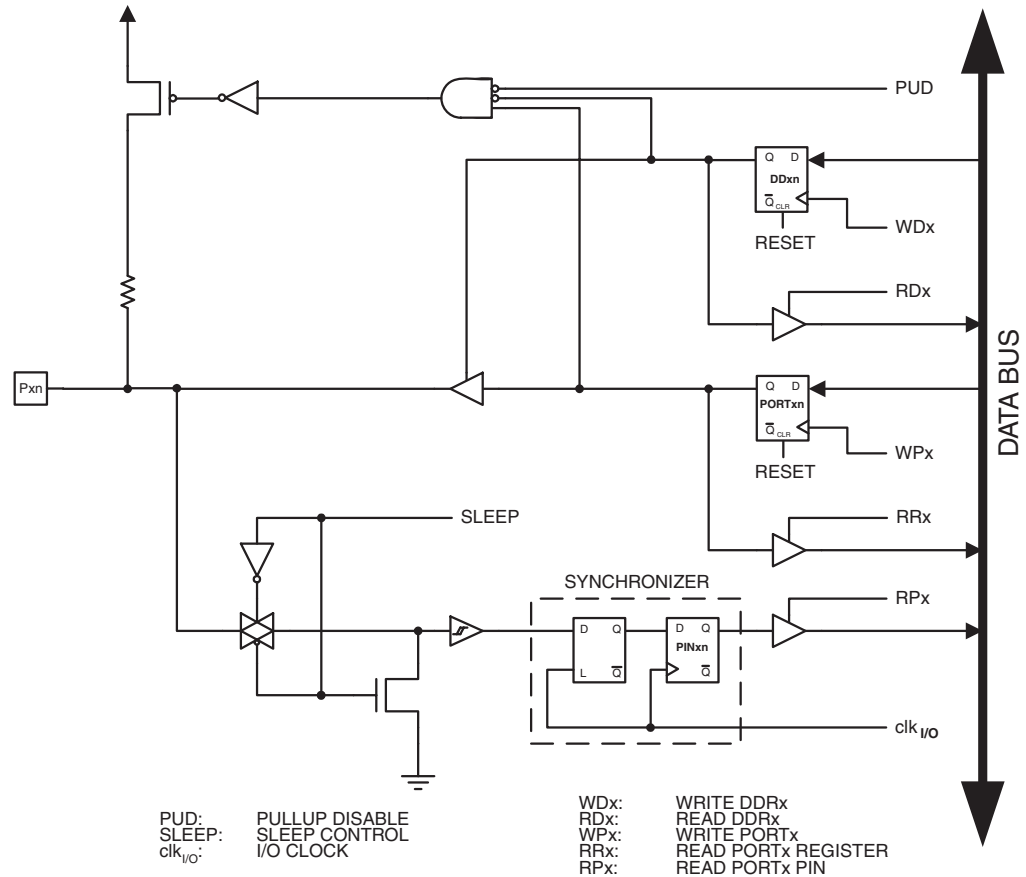 PUD
Q D
DDxn
Q CLR
WDx
RESET
RDx
Pxn
Q D
PORTxn
Q CLR
WPx
RESET
DATA BUS
RRx
SLEEP
SYNCHRONIZER
RPx
D Q
L Q
D Q
PINxn
Q
clk I/O
PUD: PULLUP DISABLE
SLEEP: SLEEP CONTROL
clkI/O: I/O CLOCK
WDx: WRITE DDRx
RDx: READ DDRx
WPx: WRITE PORTx
RRx: READ PORTx REGISTER
RPx: READ PORTx PIN